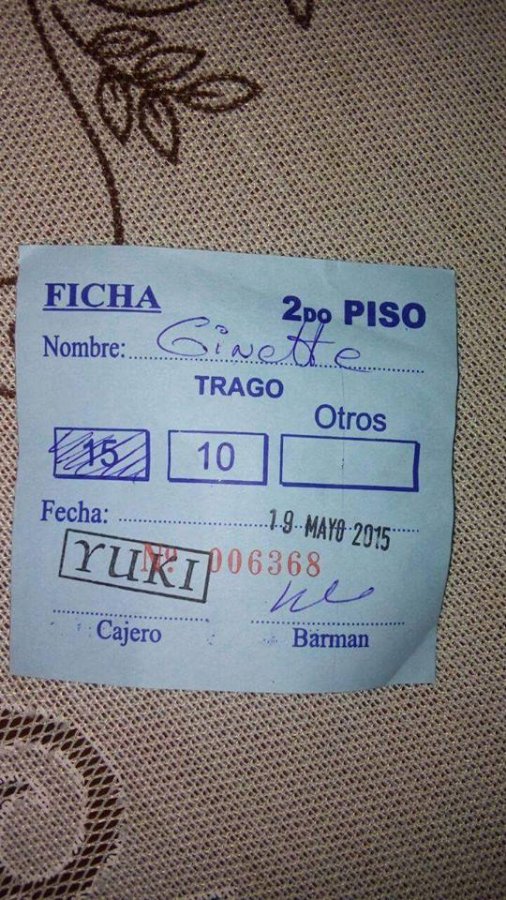 FICHA 2DO PISO
Nombre: Ginette
TRAGO
Otros
15 10
Fecha: 19 MAYO 2015
YUKI Nº 006368
Cajero Barman